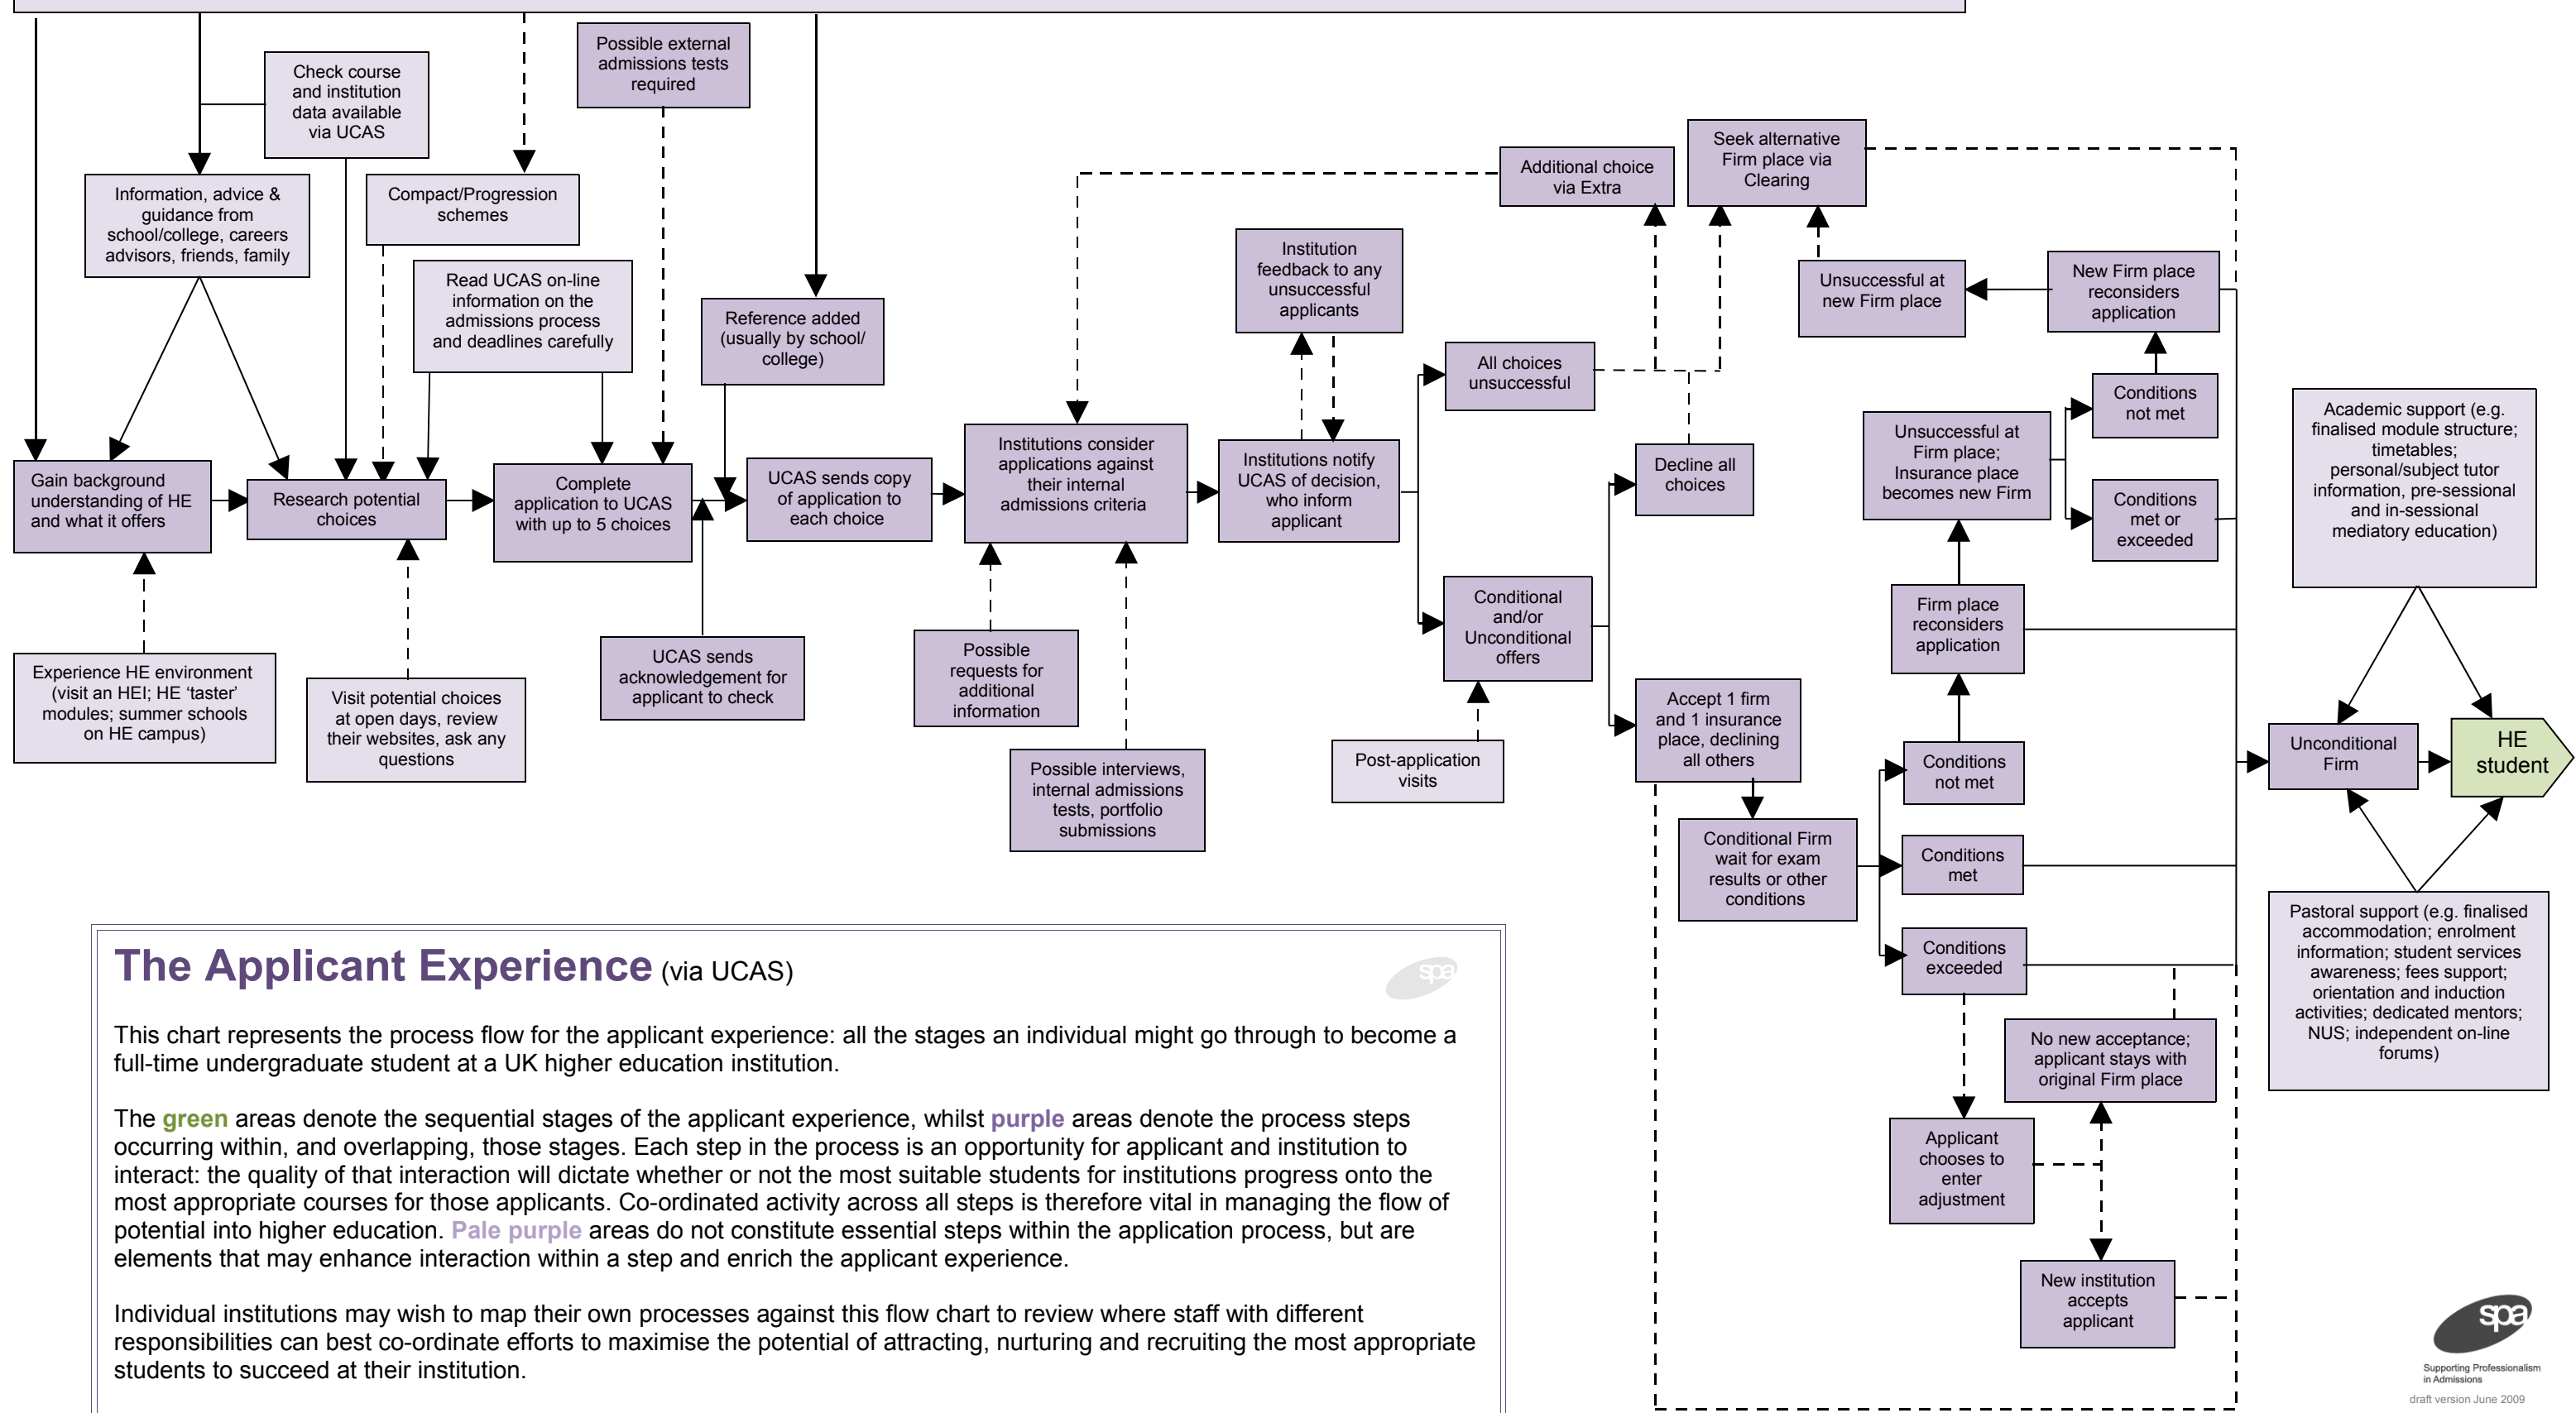 Possible external
admissions tests
required
Check course
and institution
data available
via UCAS
Information, advice &
guidance from
school/college, careers
advisors, friends, family
Compact/Progression
schemes
Read UCAS on-line
information on the
admissions process
and deadlines carefully
Reference added
(usually by school/
college)
Gain background
understanding of HE
and what it offers
Research potential
choices
Complete
application to UCAS
with up to 5 choices
UCAS sends copy
of application to
each choice
Institutions consider
applications against
their internal
admissions criteria
Institutions notify
UCAS of decision,
who inform
applicant
Institution
feedback to any
unsuccessful
applicants
Additional choice
via Extra
Seek alternative
Firm place via
Clearing
All choices
unsuccessful
Unsuccessful at
new Firm place
New Firm place
reconsiders
application
Conditions
not met
Unsuccessful at
Firm place;
Insurance place
becomes new Firm
Conditions
met or
exceeded
Decline all
choices
Conditional
and/or
Unconditional
offers
Firm place
reconsiders
application
Academic support (e.g.
finalised module structure;
timetables;
personal/subject tutor
information, pre-sessional
and in-sessional
mediatory education)
Experience HE environment
(visit an HEI; HE ‘taster’
modules; summer schools
on HE campus)
Visit potential choices
at open days, review
their websites, ask any
questions
UCAS sends
acknowledgement for
applicant to check
Possible
requests for
additional
information
Possible interviews,
internal admissions
tests, portfolio
submissions
Post-application
visits
Accept 1 firm
and 1 insurance
place, declining
all others
Conditions
not met
Conditional Firm
wait for exam
results or other
conditions
Conditions
met
Conditions
exceeded
Unconditional
Firm
HE
student
Pastoral support (e.g. finalised
accommodation; enrolment
information; student services
awareness; fees support;
orientation and induction
activities; dedicated mentors;
NUS; independent on-line
forums)
No new acceptance;
applicant stays with
original Firm place
Applicant
chooses to
enter
adjustment
New institution
accepts
applicant
The Applicant Experience (via UCAS)
spa
This chart represents the process flow for the applicant experience: all the stages an individual might go through to become a
full-time undergraduate student at a UK higher education institution.
The green areas denote the sequential stages of the applicant experience, whilst purple areas denote the process steps
occurring within, and overlapping, those stages. Each step in the process is an opportunity for applicant and institution to
interact: the quality of that interaction will dictate whether or not the most suitable students for institutions progress onto the
most appropriate courses for those applicants. Co-ordinated activity across all steps is therefore vital in managing the flow of
potential into higher education. Pale purple areas do not constitute essential steps within the application process, but are
elements that may enhance interaction within a step and enrich the applicant experience.
Individual institutions may wish to map their own processes against this flow chart to review where staff with different
responsibilities can best co-ordinate efforts to maximise the potential of attracting, nurturing and recruiting the most appropriate
students to succeed at their institution.
spa
Supporting Professionalism
in Admissions
draft version June 2009